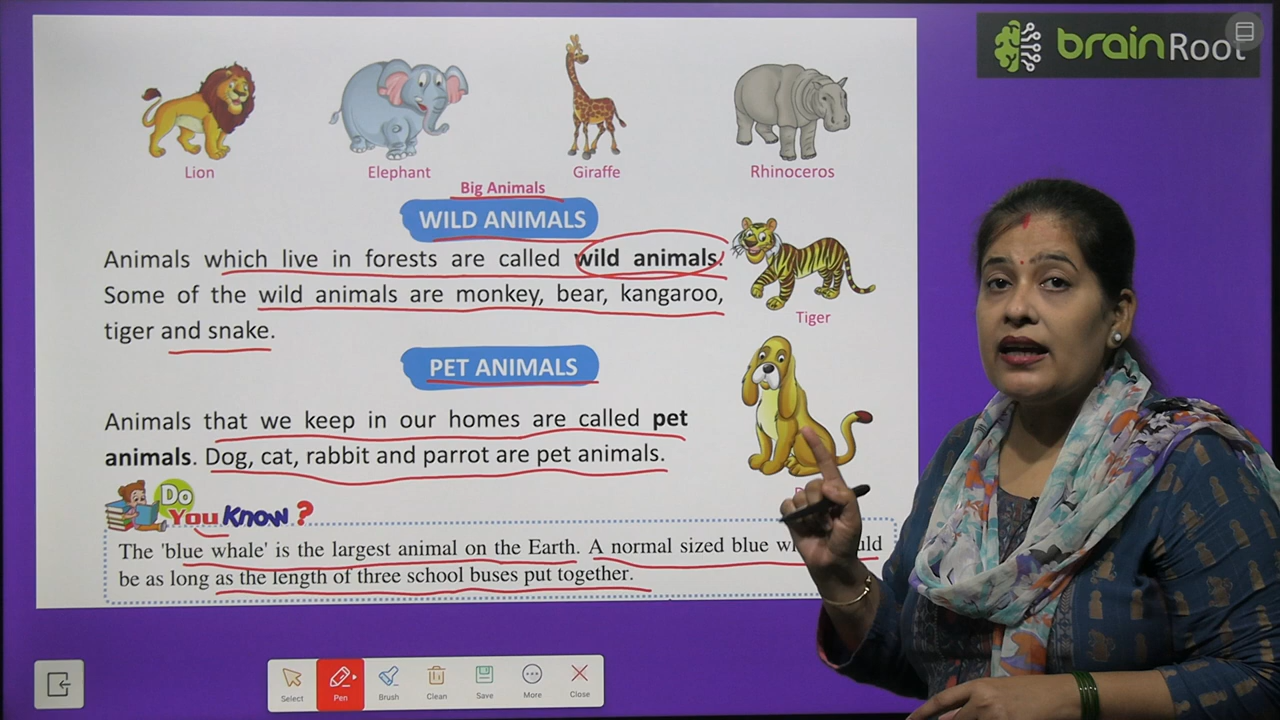 brainRoot
Lion
Elephant
Giraffe
Rhinoceros
Big Animals
WILD ANIMALS
Animals which live in forests are called wild animals.
Some of the wild animals are monkey, bear, kangaroo,
tiger and snake.
Tiger
PET ANIMALS
Animals that we keep in our homes are called pet
animals. Dog, cat, rabbit and parrot are pet animals.
Do
You Know ?
The 'blue whale' is the largest animal on the Earth. A normal sized blue
be as long as the length of three school buses put together.
Select
Pen
Brush
Clean
Save
More
Close